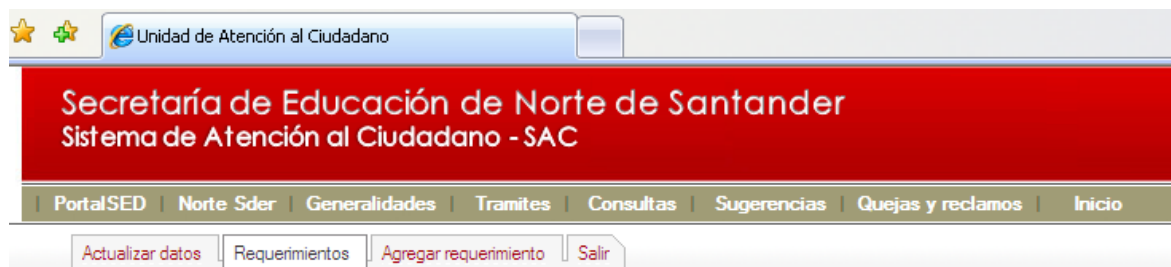 Unidad de Atención al Ciudadano
Secretaría de Educación de Norte de Santander
Sistema de Atención al Ciudadano - SAC
| PortalSED | Norte Sder | Generalidades | Tramites | Consultas | Sugerencias | Quejas y reclamos | Inicio
Actualizar datos Requerimientos Agregar requerimiento Salir